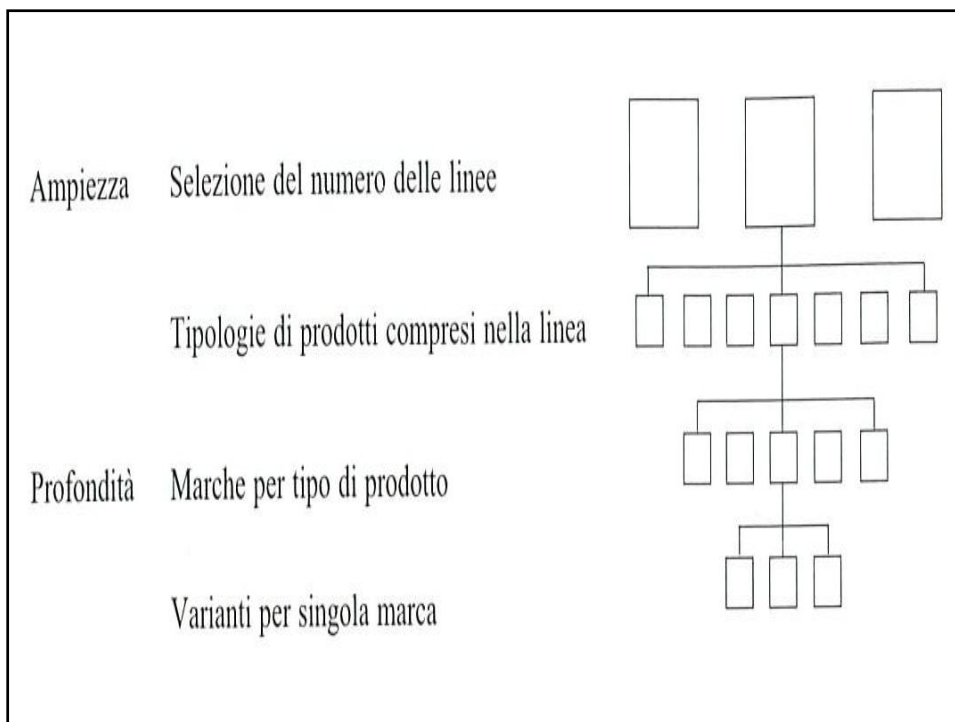 Ampiezza Selezione del numero delle linee
Tipologie di prodotti compresi nella linea
Profondità Marche per tipo di prodotto
Varianti per singola marca